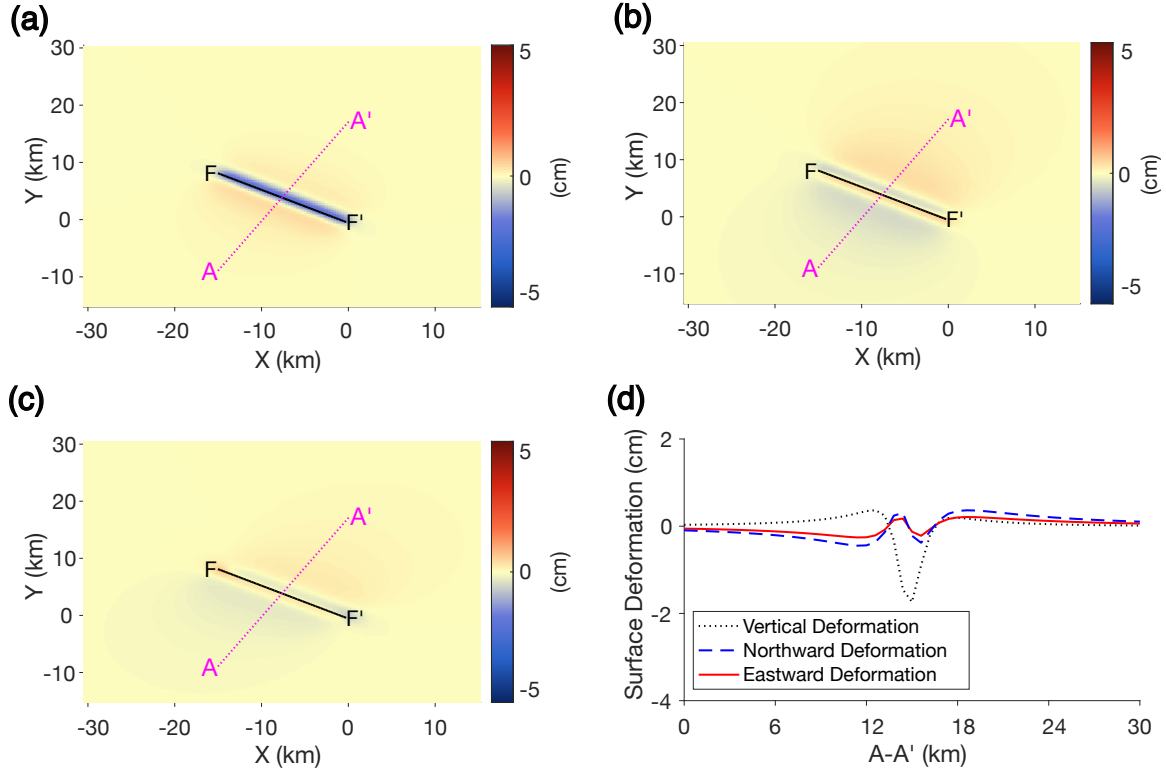 (a)
30
20
10
0
-10
Y (km)
A'
F
F'
A
-30
-20
-10
0
10
X (km)
5
0
-5
(cm)
(b)
30
20
10
0
-10
Y (km)
A'
F
F'
A
-30
-20
-10
0
10
X (km)
5
0
-5
(cm)
(c)
30
20
10
0
-10
Y (km)
A'
F
F'
A
-30
-20
-10
0
10
X (km)
5
0
-5
(cm)
(d)
2
0
-2
-4
Surface Deformation (cm)
Vertical Deformation
Northward Deformation
Eastward Deformation
0
6
12
18
24
30
A-A' (km)